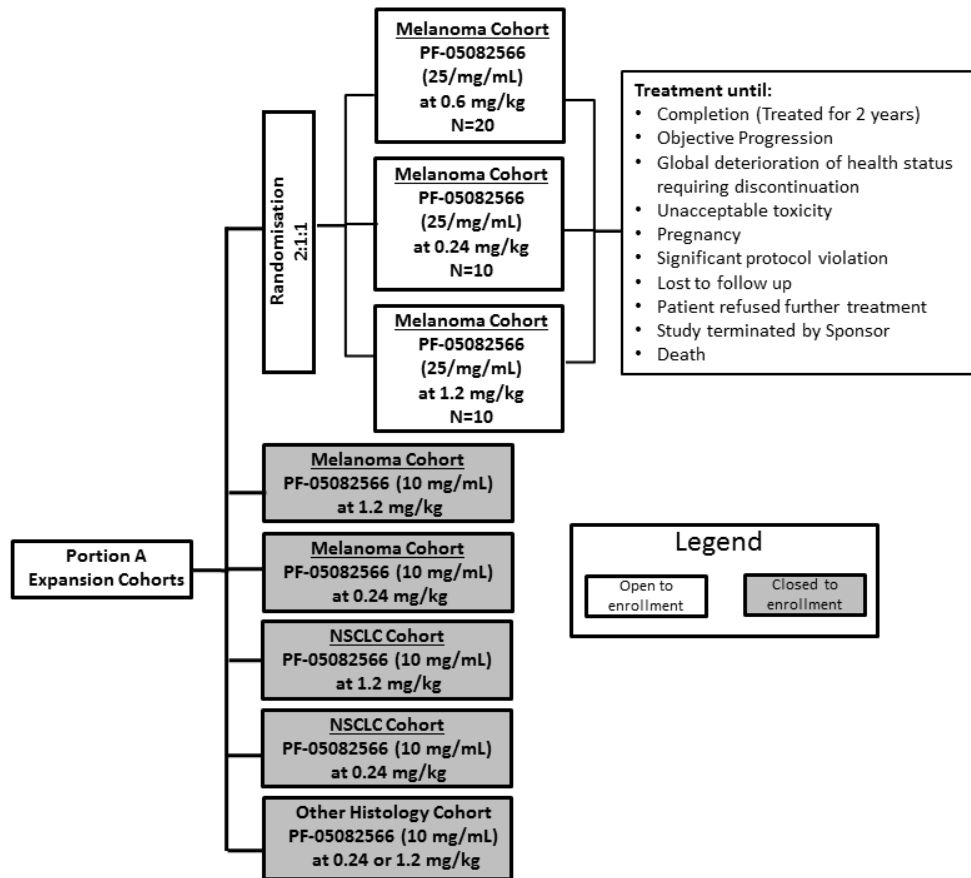 Melanoma Cohort
PF-05082566
(25/mg/mL)
at 0.6 mg/kg
N=20
Melanoma Cohort
PF-05082566
(25/mg/mL)
at 0.24 mg/kg
N=10
Melanoma Cohort
PF-05082566
(25/mg/mL)
at 1.2 mg/kg
N=10
Randomisation
2:1:1
Treatment until:
• Completion (Treated for 2 years)
• Objective Progression
• Global deterioration of health status
requiring discontinuation
• Unacceptable toxicity
• Pregnancy
• Significant protocol violation
• Lost to follow up
• Patient refused further treatment
• Study terminated by Sponsor
• Death
Melanoma Cohort
PF-05082566 (10 mg/mL)
at 1.2 mg/kg
Melanoma Cohort
PF-05082566 (10 mg/mL)
at 0.24 mg/kg
NSCLC Cohort
PF-05082566 (10 mg/mL)
at 1.2 mg/kg
NSCLC Cohort
PF-05082566 (10 mg/mL)
at 0.24 mg/kg
Other Histology Cohort
PF-05082566 (10 mg/mL)
at 0.24 or 1.2 mg/kg
Portion A
Expansion Cohorts
Legend
Open to
enrollment
Closed to
enrollment